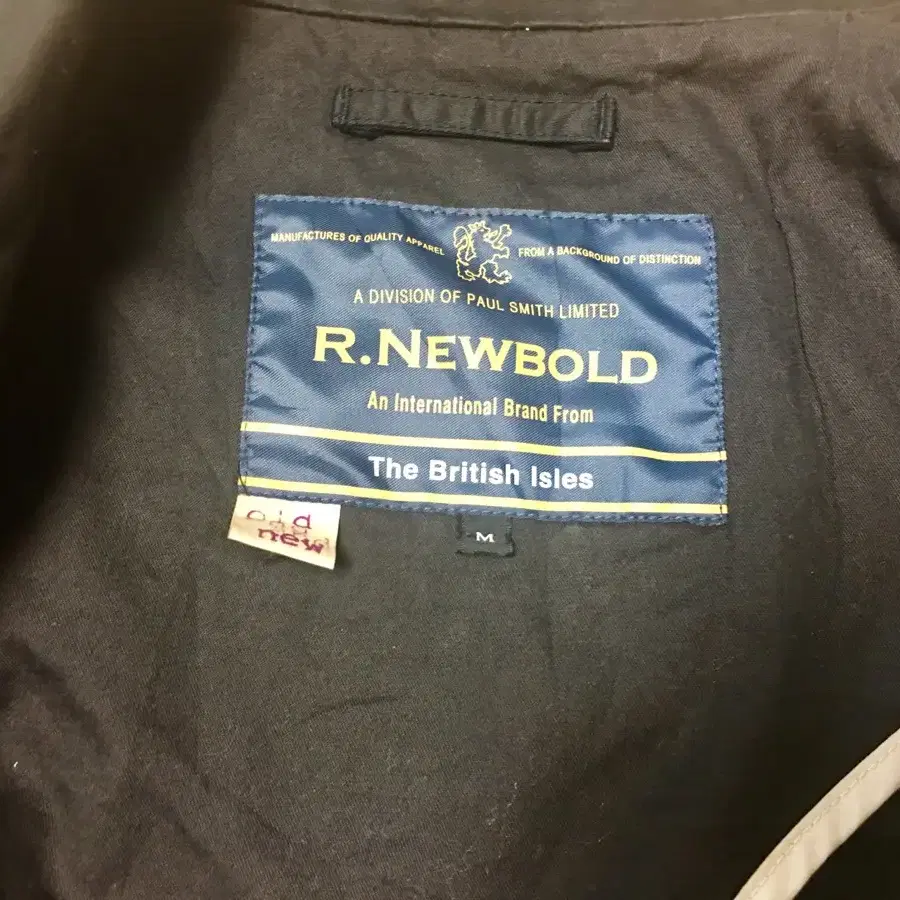 MANUFACTURES OF QUALITY APPAREL FROM A BACKGROUND OF DISTINCTION
A DIVISION OF PAUL SMITH LIMITED
R.NEWBOLD
An International Brand From
The British Isles
old
new
M